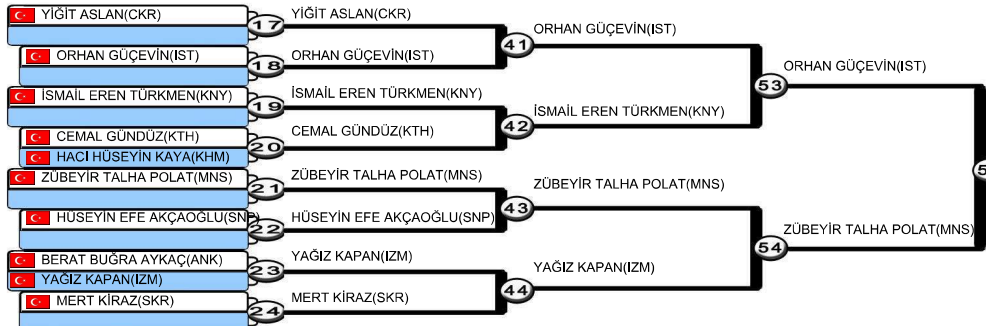 YİĞİT ASLAN(CKR)
ORHAN GÜÇEVİN(IST)
İSMAİL EREN TÜRKMEN(KNY)
CEMAL GÜNDÜZ(KTH)
HACİ HÜSEYİN KAYA(KHM)
ZÜBEYİR TALHA POLAT(MNS)
HÜSEYİN EFE AKÇAOĞLU(SNP)
BERAT BUĞRA AYKAÇ(ANK)
YAĞIZ KAPAN(IZM)
MERT KİRAZ(SKR)
17
18
19
20
21
22
23
24
YİĞİT ASLAN(CKR)
ORHAN GÜÇEVİN(IST)
İSMAİL EREN TÜRKMEN(KNY)
CEMAL GÜNDÜZ(KTH)
ZÜBEYİR TALHA POLAT(MNS)
HÜSEYİN EFE AKÇAOĞLU(SNP)
YAĞIZ KAPAN(IZM)
MERT KİRAZ(SKR)
41
42
43
44
ORHAN GÜÇEVİN(IST)
İSMAİL EREN TÜRKMEN(KNY)
ZÜBEYİR TALHA POLAT(MNS)
YAĞIZ KAPAN(IZM)
53
54
ORHAN GÜÇEVİN(IST)
ZÜBEYİR TALHA POLAT(MNS)